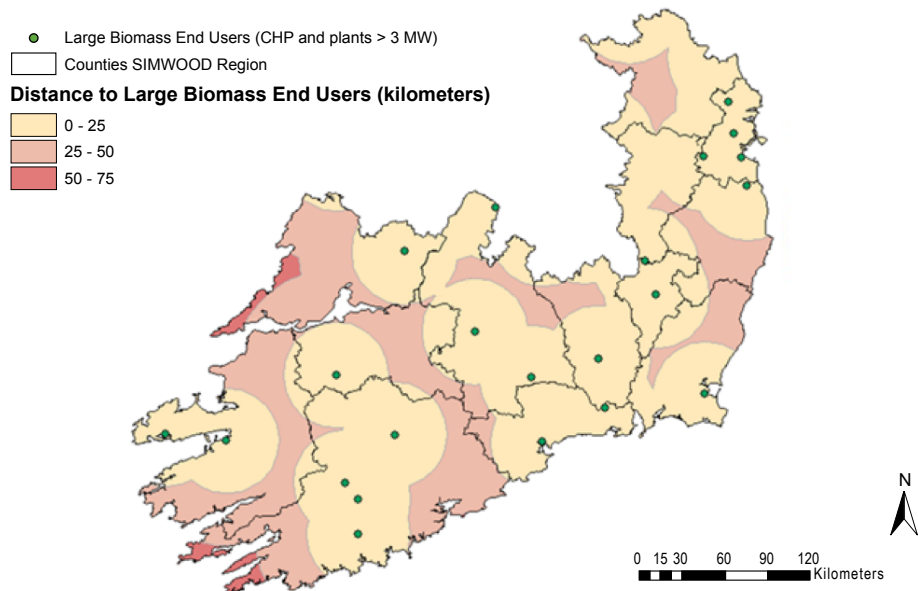 Large Biomass End Users (CHP and plants > 3 MW)
Counties SIMWOOD Region
Distance to Large Biomass End Users (kilometers)
0 - 25
25 - 50
50 - 75
N
0 15 30 60 90 120
Kilometers